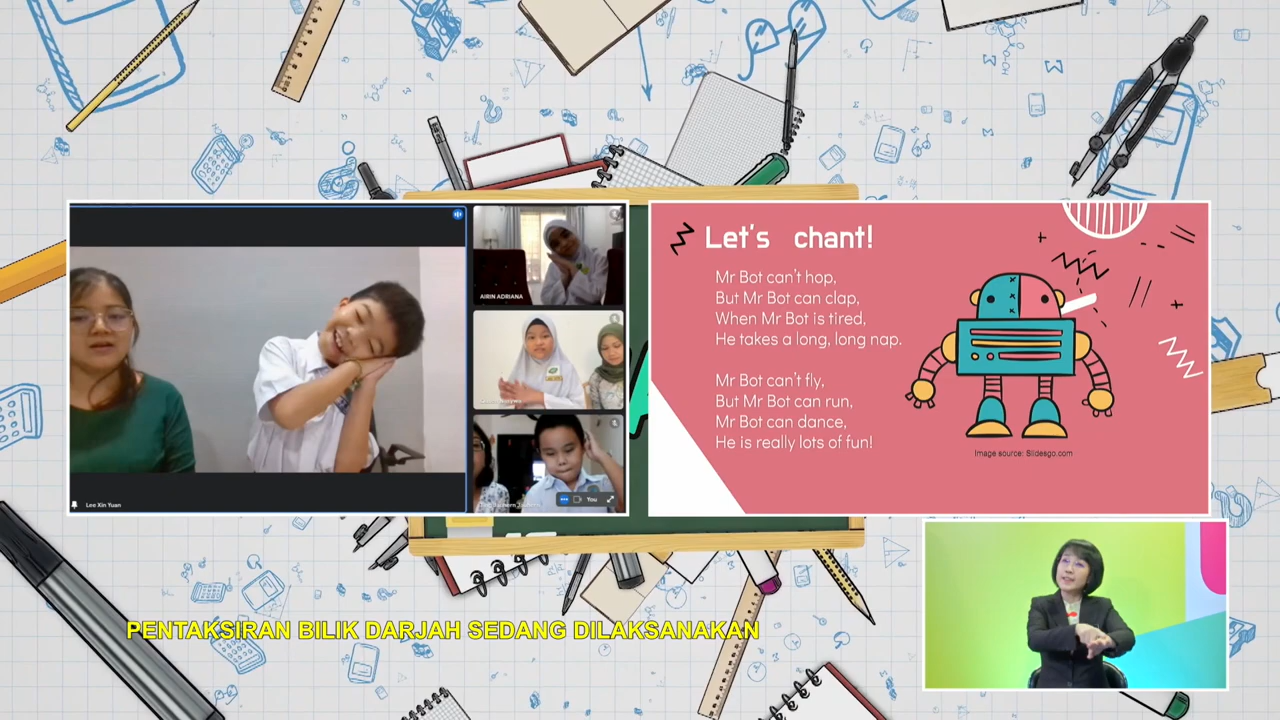 Let's chant!
Mr Bot can't hop,
But Mr Bot can clap,
When Mr Bot is tired,
He takes a long, long nap.
Mr Bot can't fly,
But Mr Bot can run,
Mr Bot can dance,
He is really lots of fun!
Image source: Slidesgo.com
AIRIN ADRIANA
Lee Xin Yuan
You
PENTAKSIRAN BILIK DARJAH SEDANG DILAKSANAKAN